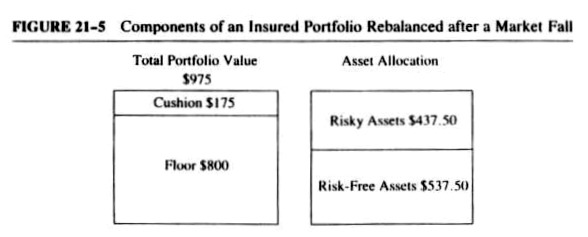 FIGURE 21-5 Components of an Insured Portfolio Rebalanced after a Market Fall
Total Portfolio Value
$975
Asset Allocation
Cushion $175
Floor $800
Risky Assets $437.50
Risk-Free Assets $537.50